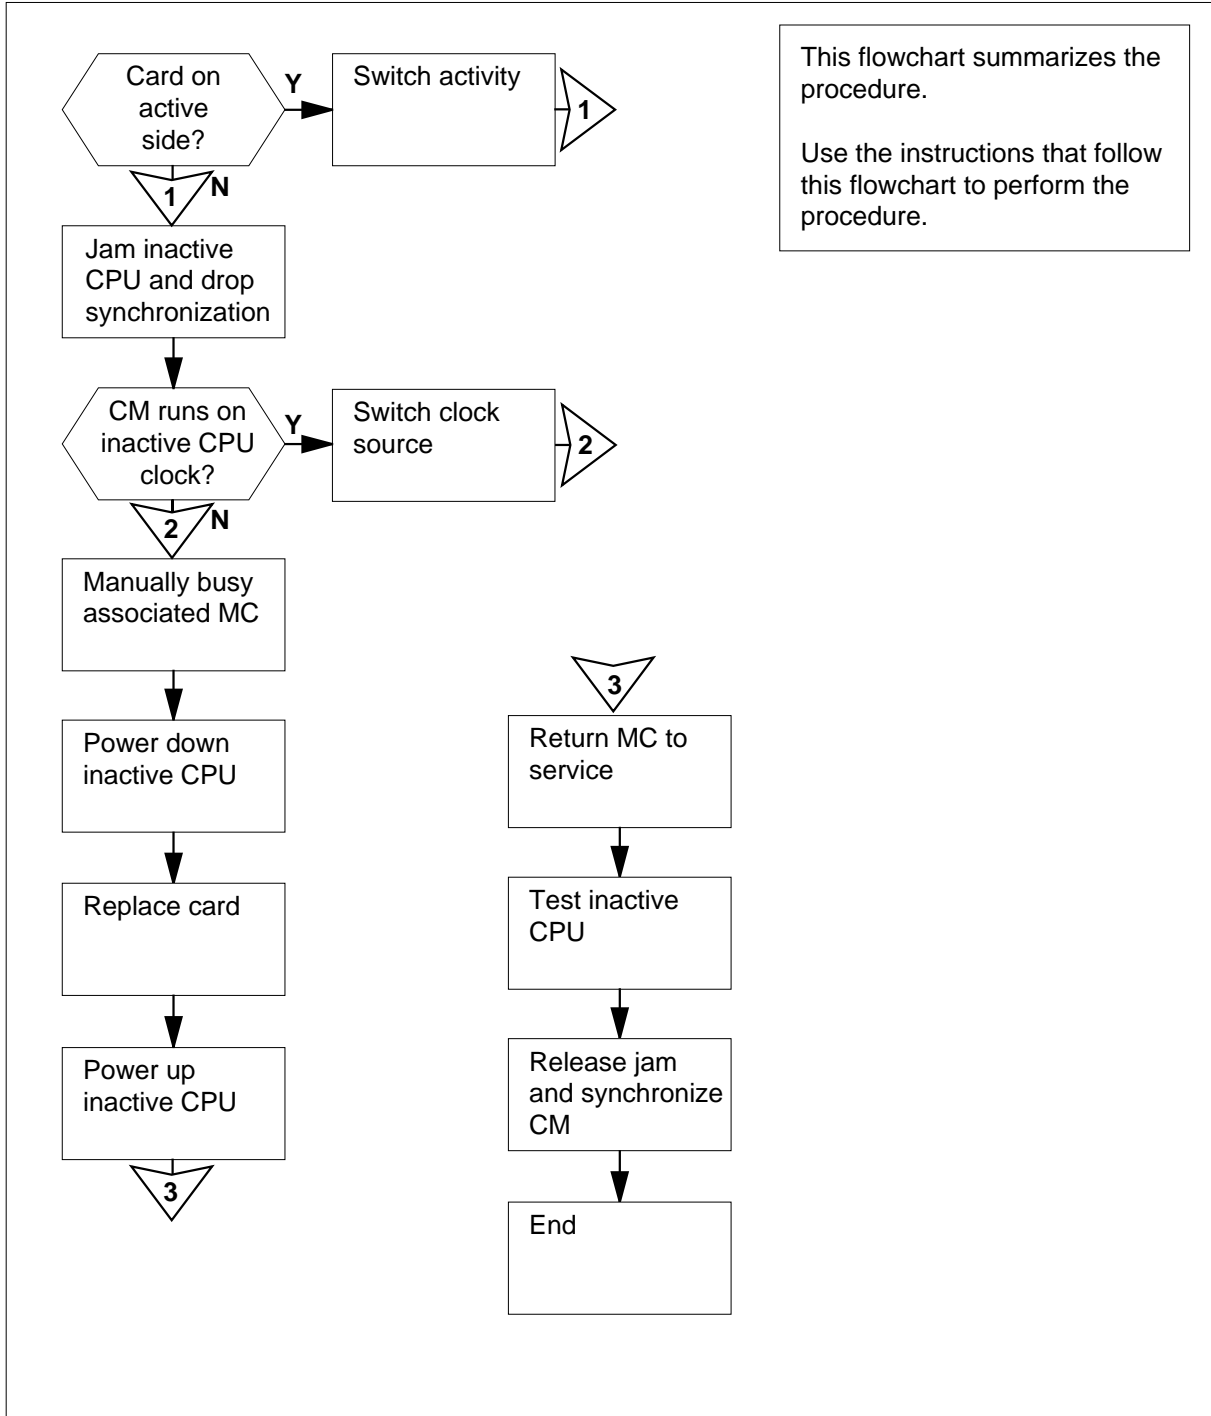 Card on
active
side?
Y
Switch activity
1
This flowchart summarizes the
procedure.
Use the instructions that follow
this flowchart to perform the
procedure.
1
N
Jam inactive
CPU and drop
synchronization
CM runs on
inactive CPU
clock?
Y
Switch clock
source
2
2
N
Manually busy
associated MC
Power down
inactive CPU
Replace card
Power up
inactive CPU
3
3
Return MC to
service
Test inactive
CPU
Release jam
and synchronize
CM
End